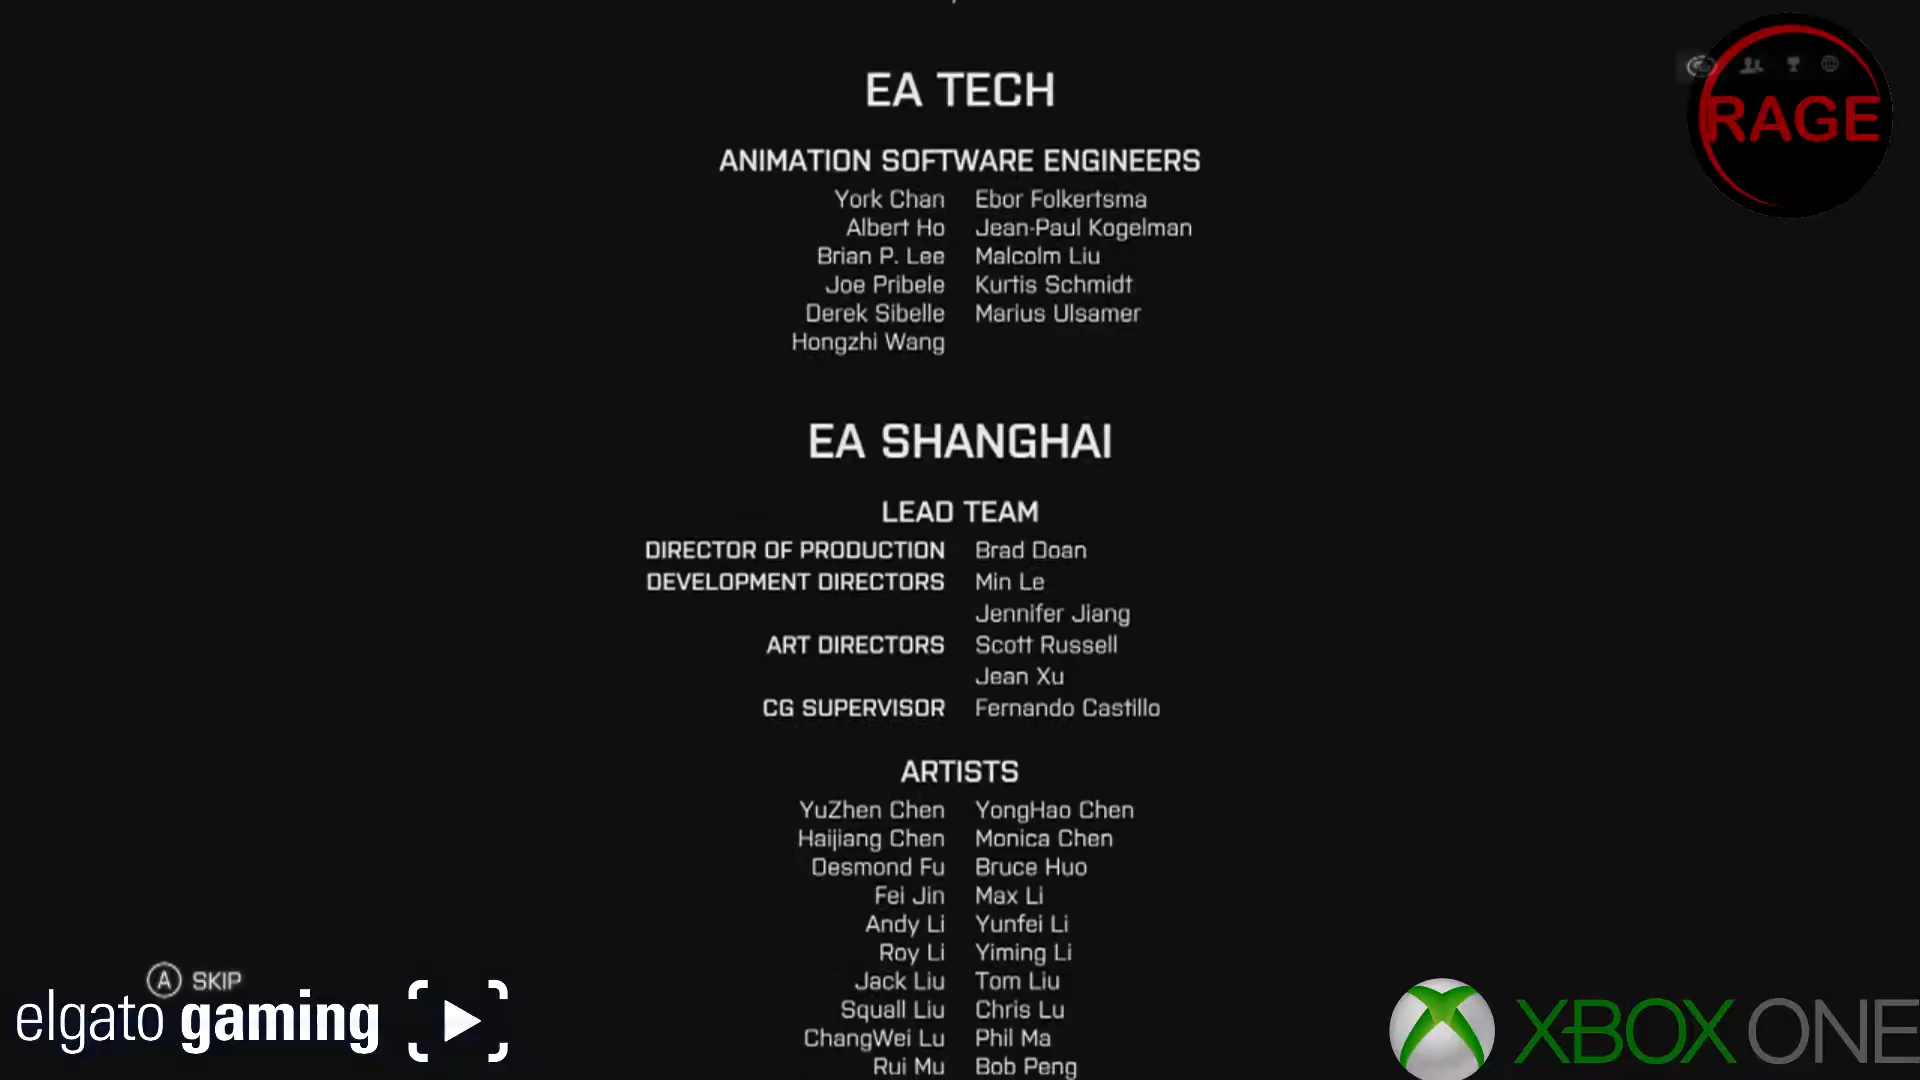 EA TECH
RAGE
ANIMATION SOFTWARE ENGINEERS
York Chan Ebor Folkertsma
Albert Ho Jean-Paul Kogelman
Brian P. Lee Malcolm Liu
Joe Pribele Kurtis Schmidt
Derek Sibelle Marius Ulsamer
Hongzhi Wang
EA SHANGHAI
LEAD TEAM
DIRECTOR OF PRODUCTION Brad Doan
DEVELOPMENT DIRECTORS Min Le
Jennifer Jiang
ART DIRECTORS Scott Russell
Jean Xu
CG SUPERVISOR Fernando Castillo
ARTISTS
YuZhen Chen YongHao Chen
Haijiang Chen Monica Chen
Desmond Fu Bruce Huo
Fei Jin Max Li
Andy Li Yunfei Li
Roy Li Yiming Li
Jack Liu Tom Liu
Squall Liu Chris Lu
ChangWei Lu Phil Ma
Rui Mu Bob Peng
A SKIP
elgato gaming
XBOX ONE